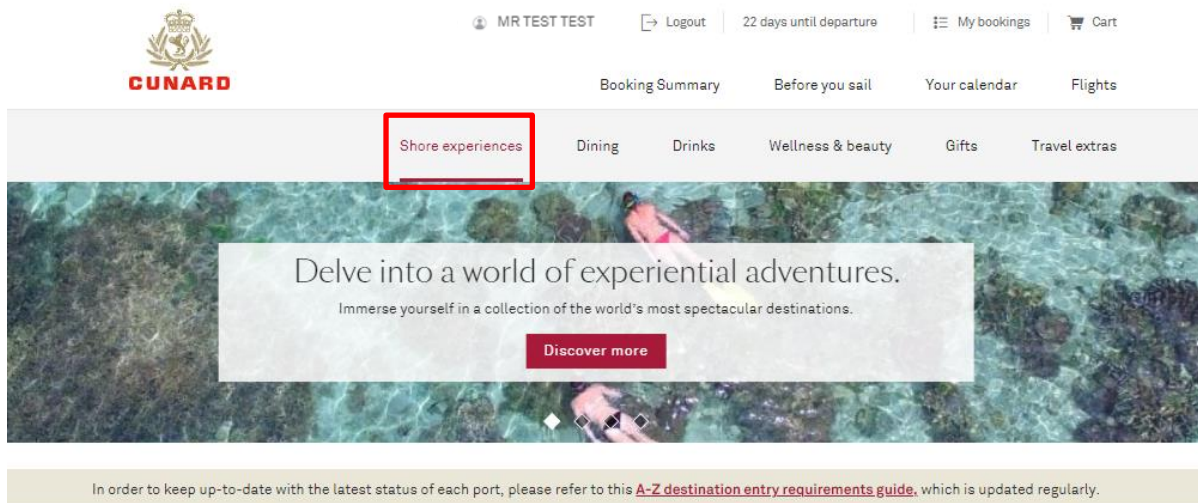 MR TEST TEST
Logout
22 days until departure
My bookings
Cart
CUNARD
Booking Summary
Before you sail
Your calendar
Flights
Shore experiences
Dining
Drinks
Wellness & beauty
Gifts
Travel extras
Delve into a world of experiential adventures.
Immerse yourself in a collection of the world's most spectacular destinations.
Discover more
In order to keep up-to-date with the latest status of each port, please refer to this A-Z destination entry requirements guide, which is updated regularly.